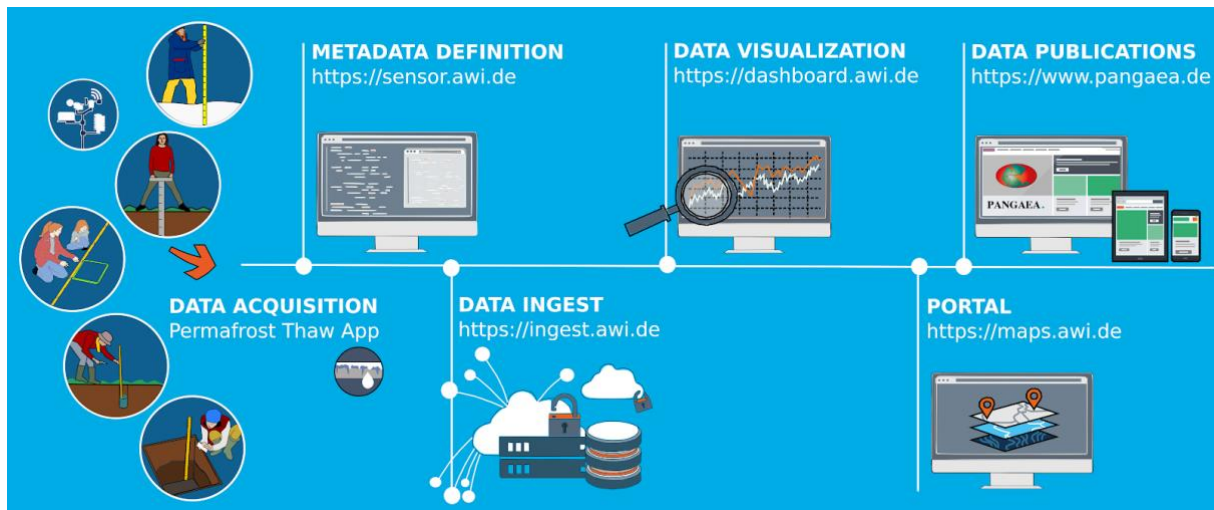 METADATA DEFINITION
https://sensor.awi.de
DATA VISUALIZATION
https://dashboard.awi.de
DATA PUBLICATIONS
https://www.pangaea.de
PANGAEA.
DATA ACQUISITION
Permafrost Thaw App
DATA INGEST
https://ingest.awi.de
PORTAL
https://maps.awi.de